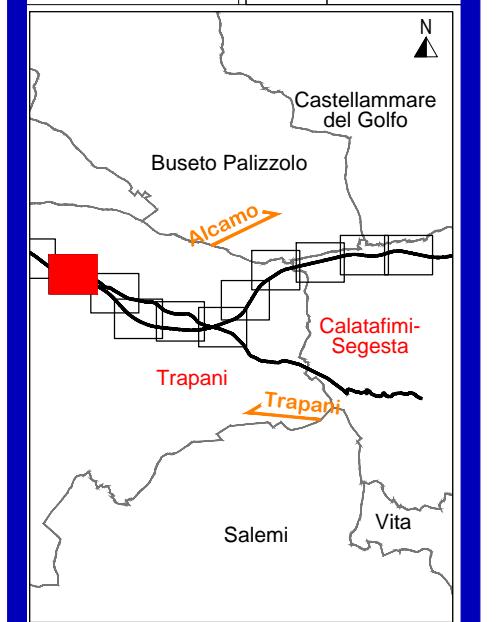 N
Castellammare
del Golfo
Buseto Palizzolo
Alcamo
Calatafimi-
Segesta
Trapani
Trapani
Vita
Salemi